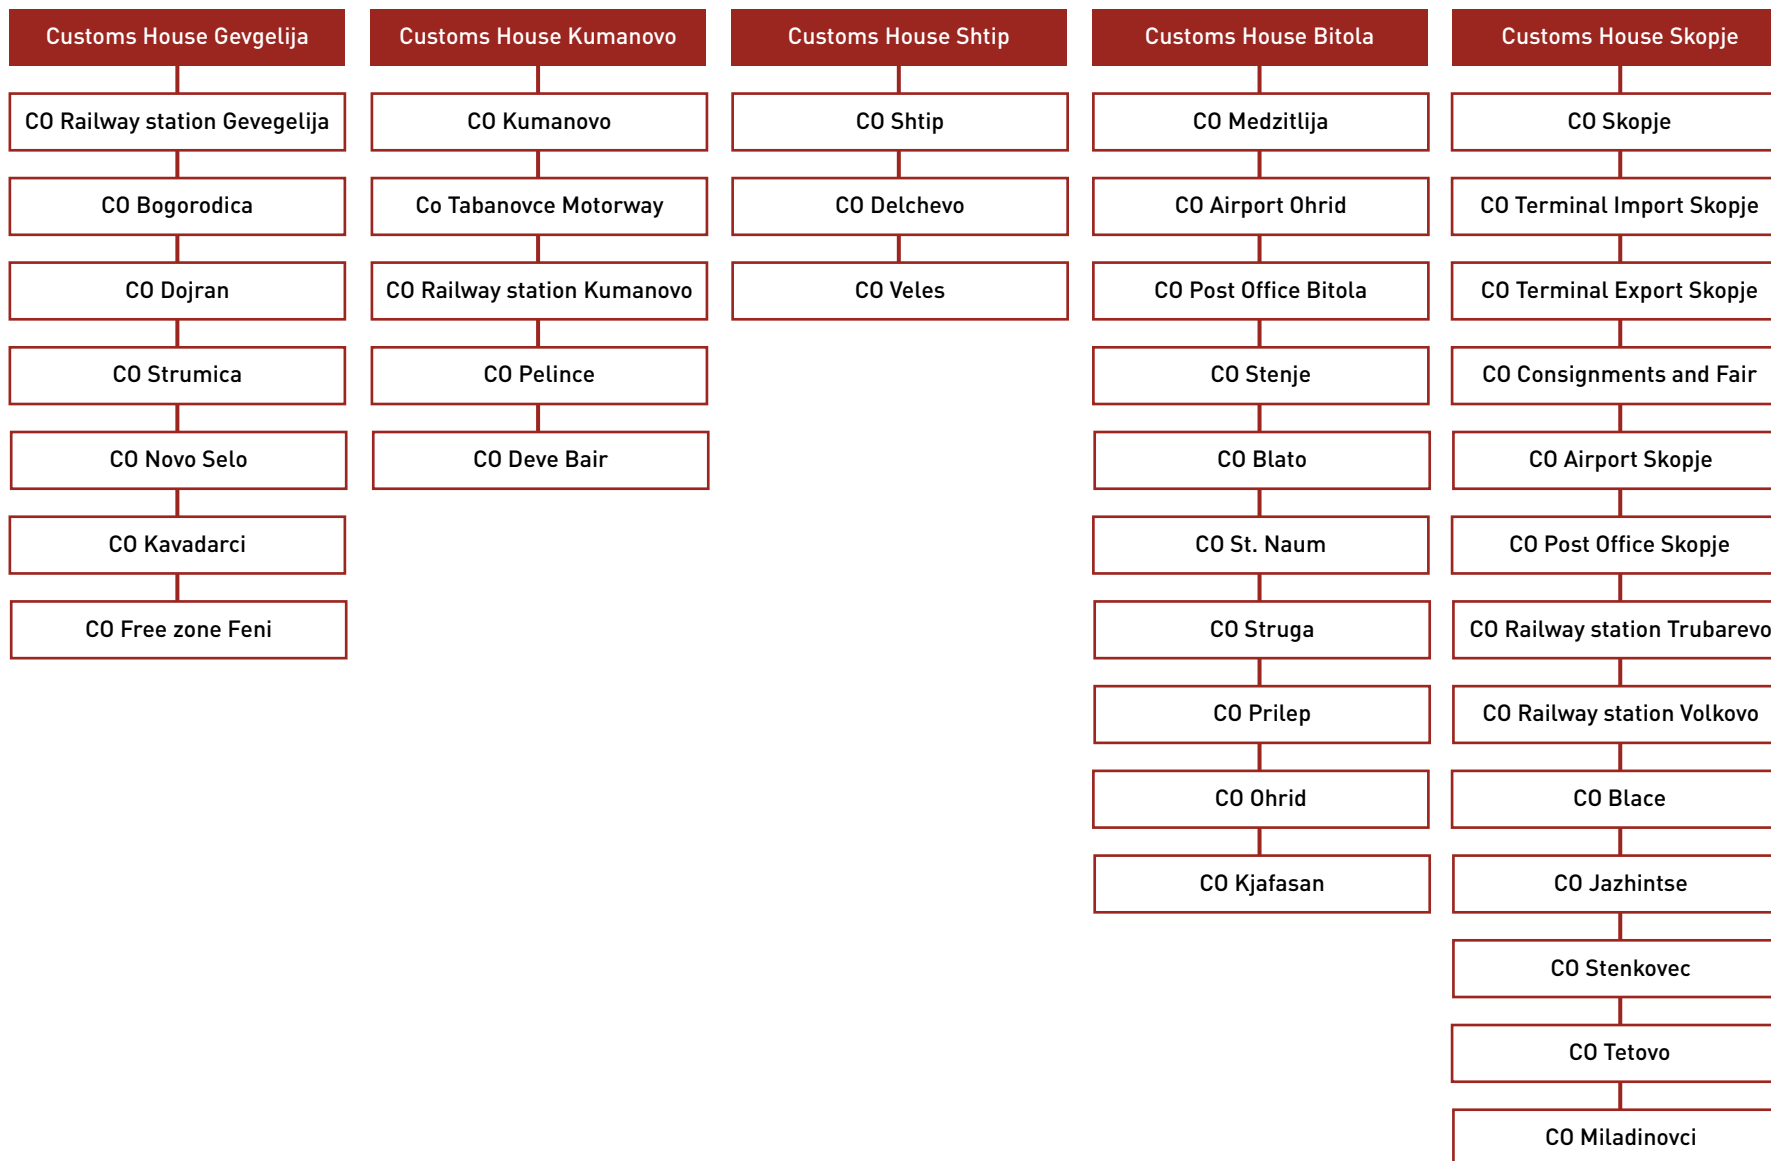 Customs House Gevgelija
CO Railway station Gevegelija
CO Bogorodica
CO Dojran
CO Strumica
CO Novo Selo
CO Kavadarci
CO Free zone Feni
Customs House Kumanovo
CO Kumanovo
Co Tabanovce Motorway
CO Railway station Kumanovo
CO Pelince
CO Deve Bair
Customs House Shtip
CO Shtip
CO Delchevo
CO Veles
Customs House Bitola
CO Medzitlija
CO Airport Ohrid
CO Post Office Bitola
CO Stenje
CO Blato
CO St. Naum
CO Struga
CO Prilep
CO Ohrid
CO Kjafasan
Customs House Skopje
CO Skopje
CO Terminal Import Skopje
CO Terminal Export Skopje
CO Consignments and Fair
CO Airport Skopje
CO Post Office Skopje
CO Railway station Trubarevo
CO Railway station Volkovo
CO Blace
CO Jazhintse
CO Stenkovec
CO Tetovo
CO Miladinovci